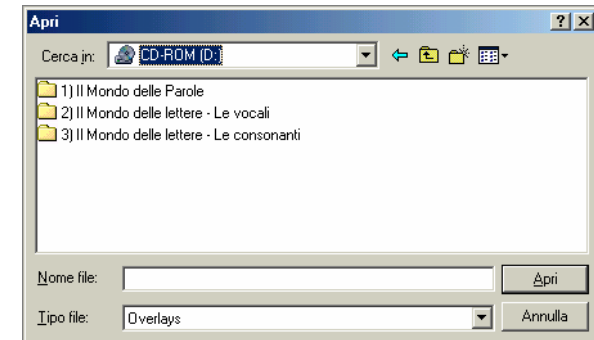 Apri
Cerca in: CD-ROM (D:)
1) Il Mondo delle Parole
2) Il Mondo delle lettere - Le vocali
3) Il Mondo delle lettere - Le consonanti
Nome file: Apri
Tipo file: Overlays Annulla